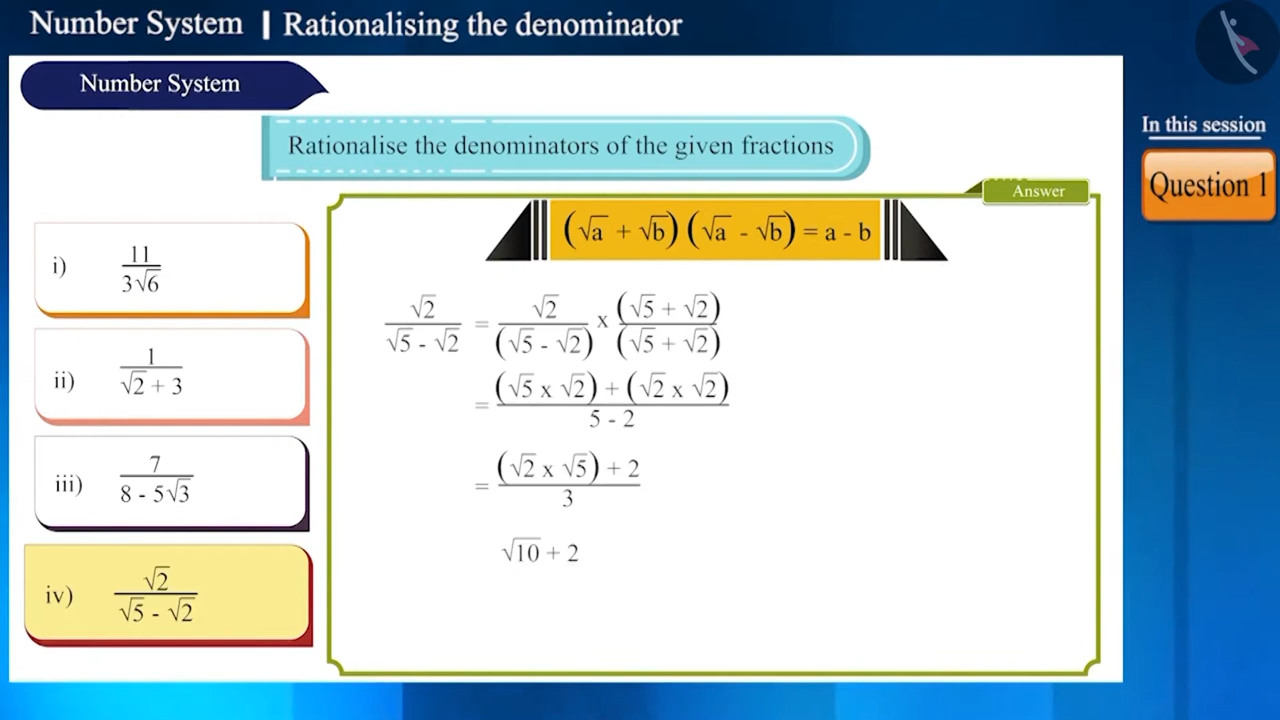 Number System | Rationalising the denominator
Number System
In this session
Question 1
Rationalise the denominators of the given fractions
Answer
(√a + √b) (√a - √b) = a - b
i) 11/3√6
ii) 1/(√2 + 3)
iii) 7/(8 - 5√3)
iv) √2/(√5 - √2)
√2/(√5 - √2) = √2/(√5 - √2) x (√5 + √2)/(√5 + √2)
= ((√5 x √2) + (√2 x √2))/(5 - 2)
= ((√2 x √5) + 2)/3
√10 + 2